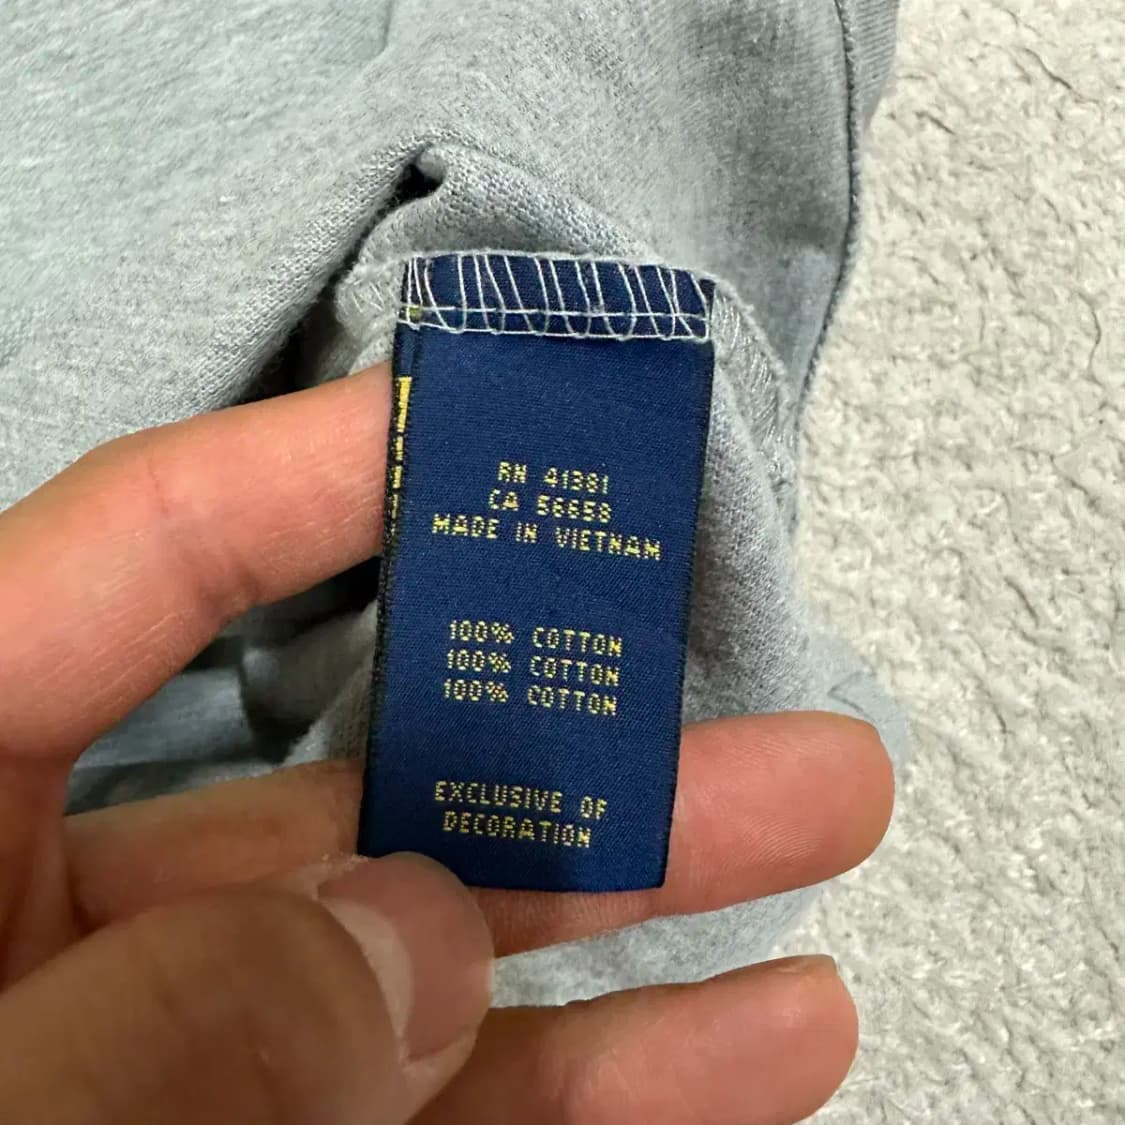 RN 41381
CA 56658
MADE IN VIETNAM
100% COTTON
100% COTTON
100% COTTON
EXCLUSIVE OF
DECORATION